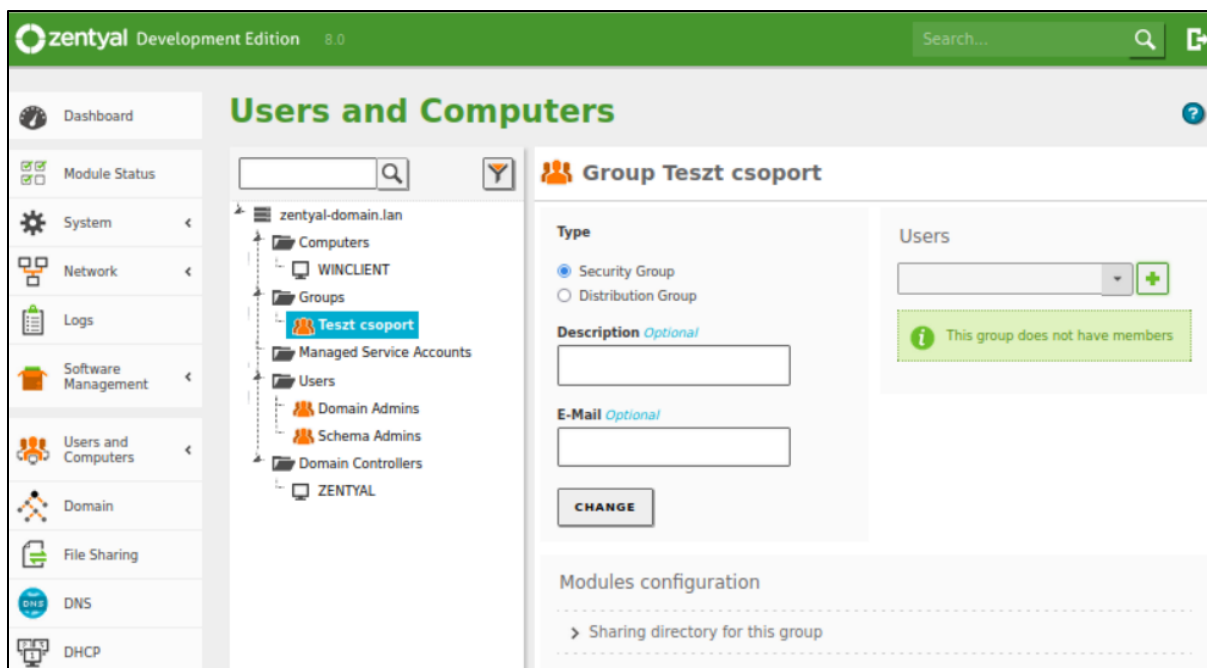 zentyal Development Edition 8.0
Search...
Dashboard
Module Status
System
Network
Logs
Software
Management
Users and
Computers
Domain
File Sharing
DNS
DNS
DHCP
Users and Computers
?
zentyal-domain.lan
Computers
WINCLIENT
Groups
Teszt csoport
Managed Service Accounts
Users
Domain Admins
Schema Admins
Domain Controllers
ZENTYAL
Group Teszt csoport
Type
Security Group
Distribution Group
Description Optional
E-Mail Optional
CHANGE
Users
This group does not have members
Modules configuration
Sharing directory for this group